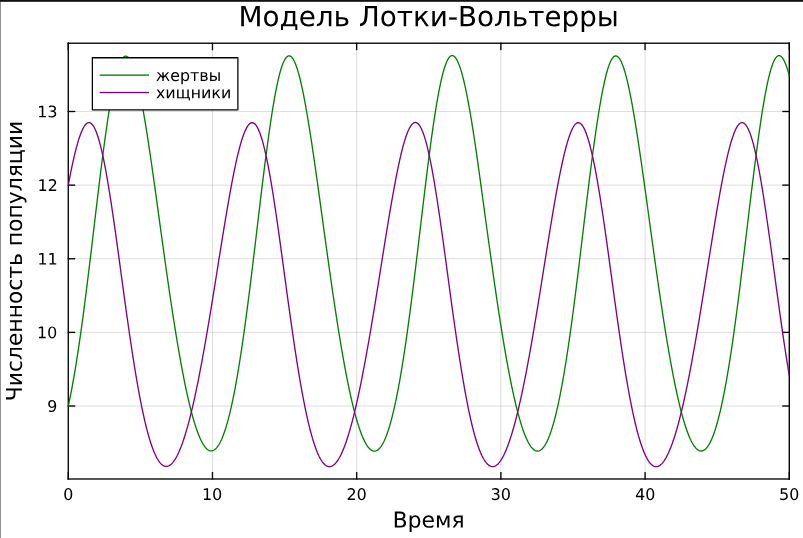 Модель Лотки-Вольтерры
жертвы
хищники
Численность популяции
13
12
11
10
9
0 10 20 30 40 50
Время